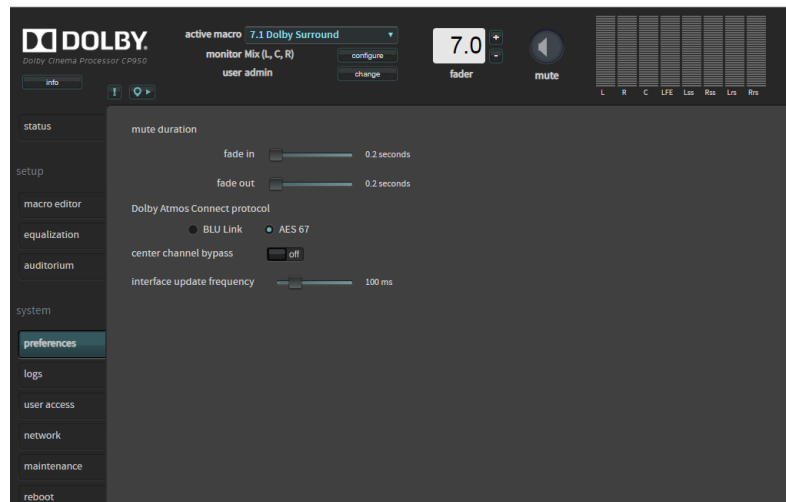 DOLBY.
Dolby Cinema Processor CP950
info
active macro 7.1 Dolby Surround
monitor Mix (L, C, R) configure
user admin change
7.0 + -
fader
mute
L R C LFE Lss Rss Lrs Rrs
!
status
setup
macro editor
equalization
auditorium
system
preferences
logs
user access
network
maintenance
reboot
mute duration
fade in 0.2 seconds
fade out 0.2 seconds
Dolby Atmos Connect protocol
BLU Link AES 67
center channel bypass off
interface update frequency 100 ms